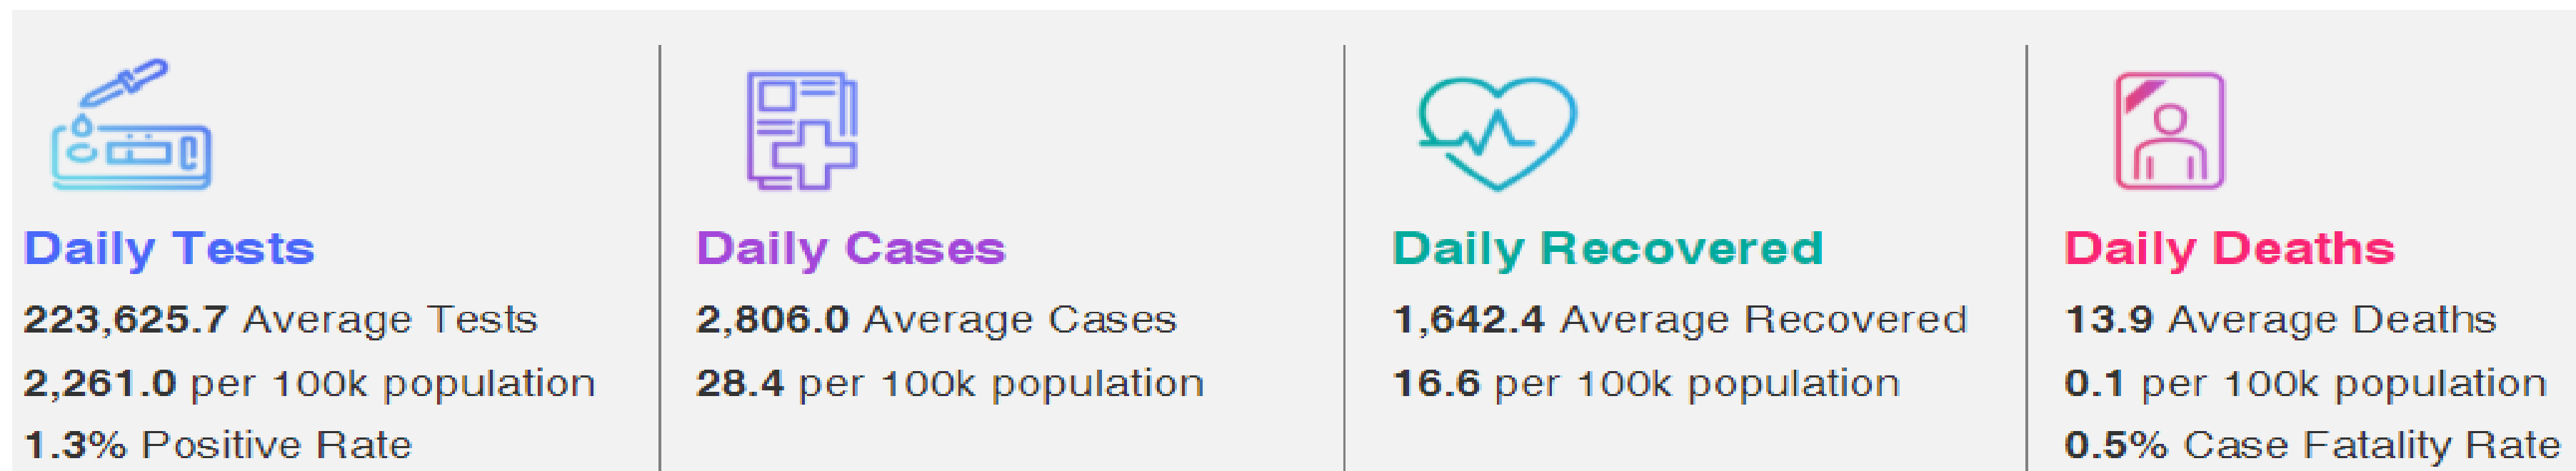 Daily Tests
223,625.7 Average Tests
2,261.0 per 100k population
1.3% Positive Rate
Daily Cases
2,806.0 Average Cases
28.4 per 100k population
Daily Recovered
1,642.4 Average Recovered
16.6 per 100k population
Daily Deaths
13.9 Average Deaths
0.1 per 100k population
0.5% Case Fatality Rate